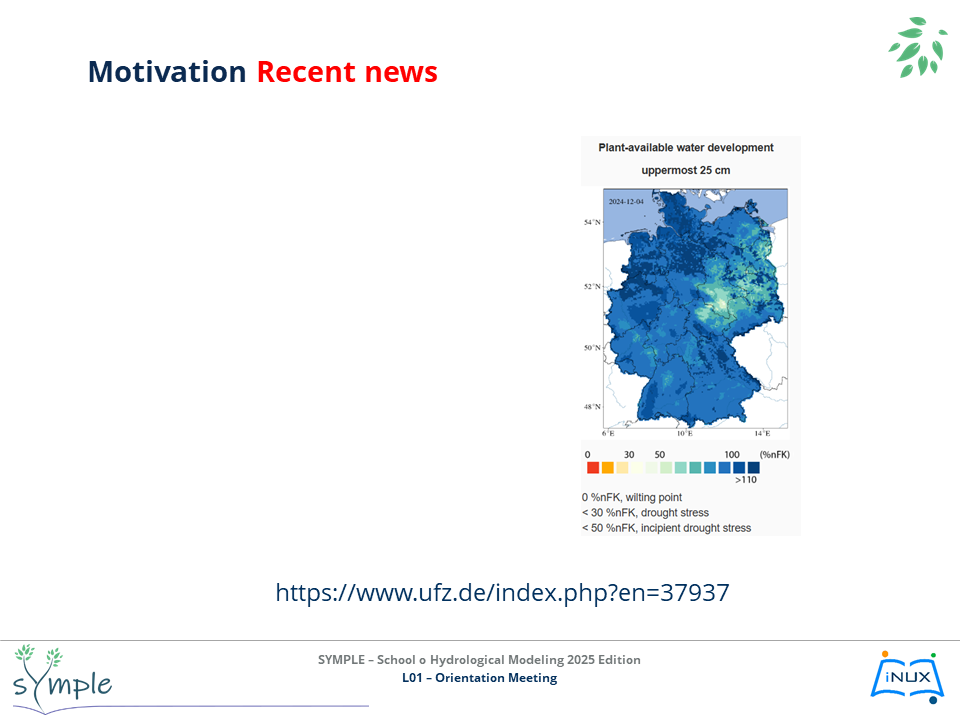 Motivation Recent news
Plant-available water development
uppermost 25 cm
2024-12-04
54°N
52°N
50°N
48°N
6°E 10°E 14°E
0 30 50 100 (%nFK)
>110
0 %nFK, wilting point
< 30 %nFK, drought stress
< 50 %nFK, incipient drought stress
https://www.ufz.de/index.php?en=37937
SYMPLE – School o Hydrological Modeling 2025 Edition
L01 – Orientation Meeting
sYmple
iNUX